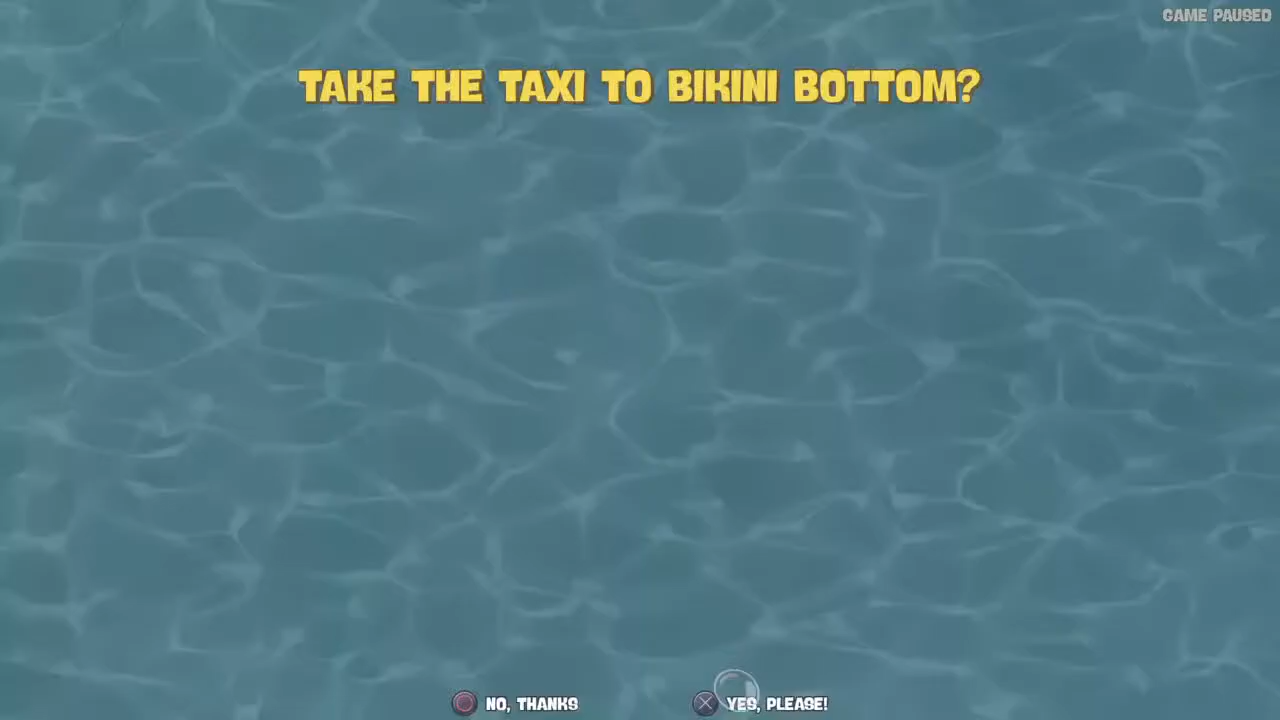 GAME PAUSED
TAKE THE TAXI TO BIKINI BOTTOM?
NO, THANKS
YES, PLEASE!